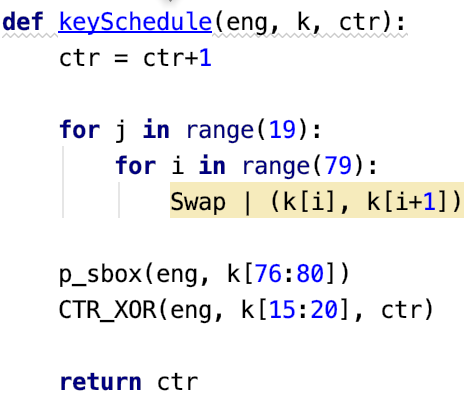 def keySchedule(eng, k, ctr):
    ctr = ctr+1

    for j in range(19):
        for i in range(79):
            Swap | (k[i], k[i+1])

    p_sbox(eng, k[76:80])
    CTR_XOR(eng, k[15:20], ctr)

    return ctr